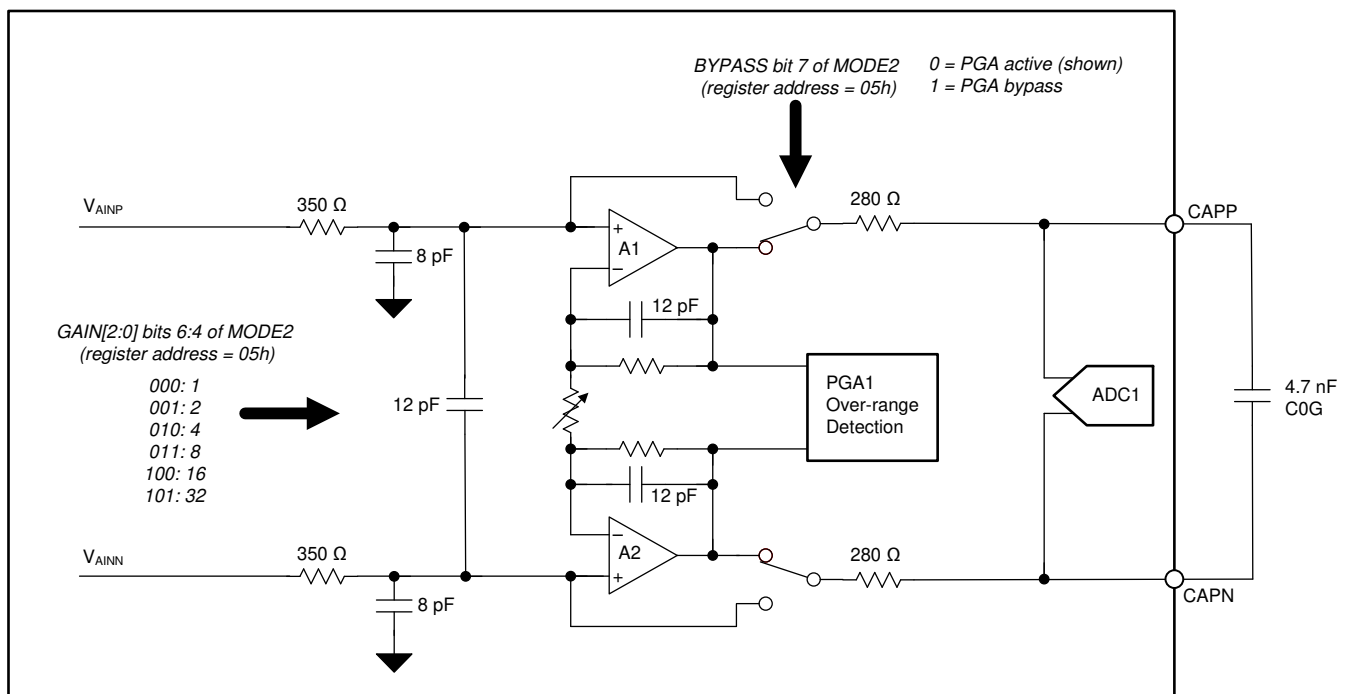 BYPASS bit 7 of MODE2
(register address = 05h)
0 = PGA active (shown)
1 = PGA bypass
VAINP
350 Ω
8 pF
+
A1
–
280 Ω
CAPP
12 pF
GAIN[2:0] bits 6:4 of MODE2
(register address = 05h)
000: 1
001: 2
010: 4
011: 8
100: 16
101: 32
12 pF
PGA1
Over-range
Detection
ADC1
4.7 nF
C0G
12 pF
–
A2
+
VAINN
350 Ω
8 pF
280 Ω
CAPN